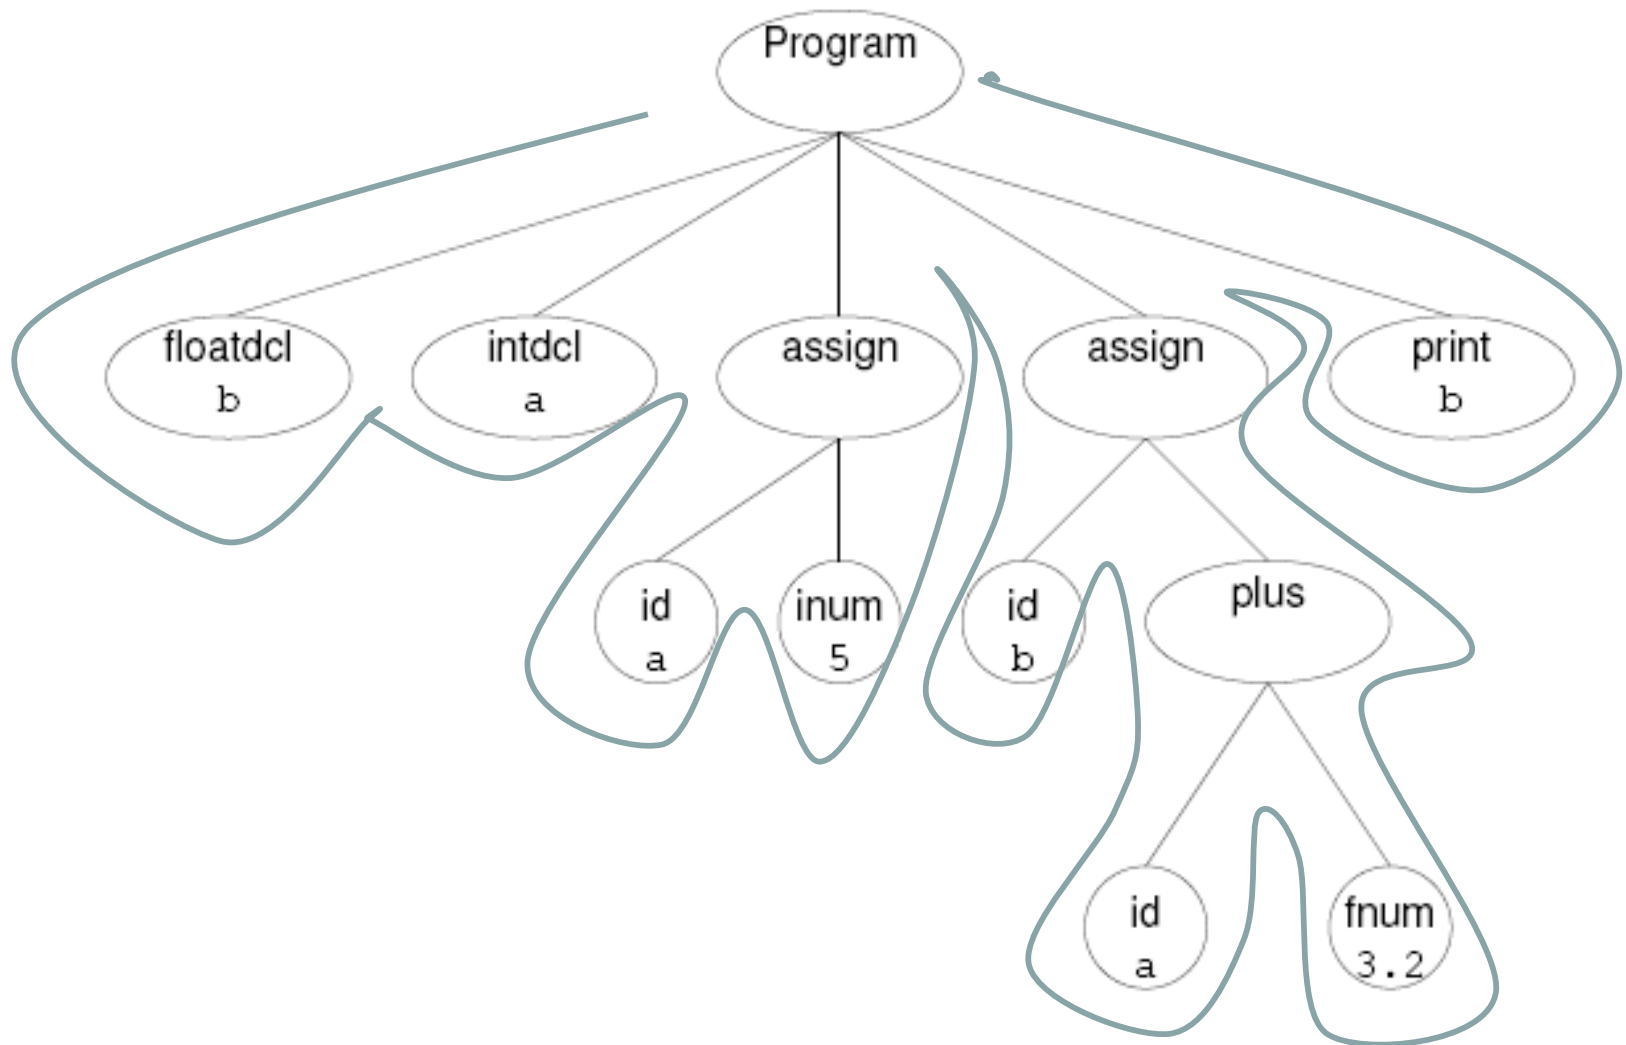 Program
floatdcl
b
intdcl
a
assign
assign
print
b
id
a
inum
5
id
b
plus
id
a
fnum
3.2